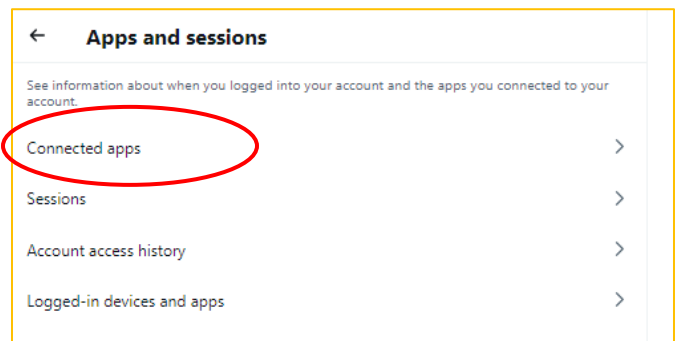 Apps and sessions
See information about when you logged into your account and the apps you connected to your
account.
Connected apps
Sessions
Account access history
Logged-in devices and apps